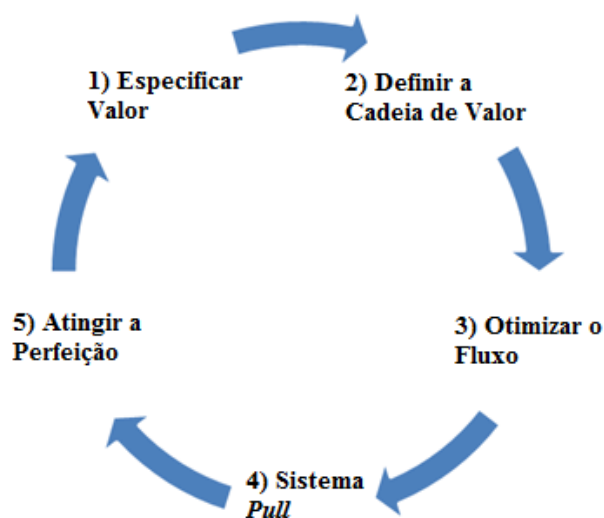 1) Especificar
Valor
2) Definir a
Cadeia de Valor
3) Otimizar o
Fluxo
4) Sistema
Pull
5) Atingir a
Perfeição